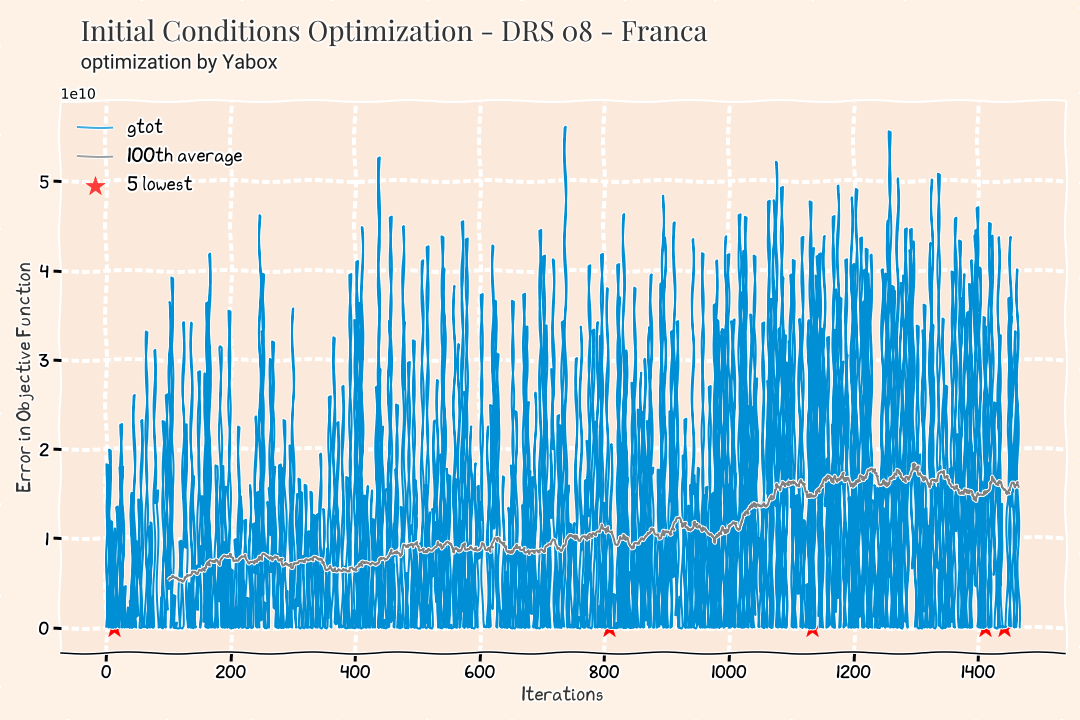 Initial Conditions Optimization - DRS 08 - Franca
optimization by Yabox
1e10
gtot
100th average
5 lowest
5
4
3
2
1
0
Error in Objective Function
0 200 400 600 800 1000 1200 1400
Iterations